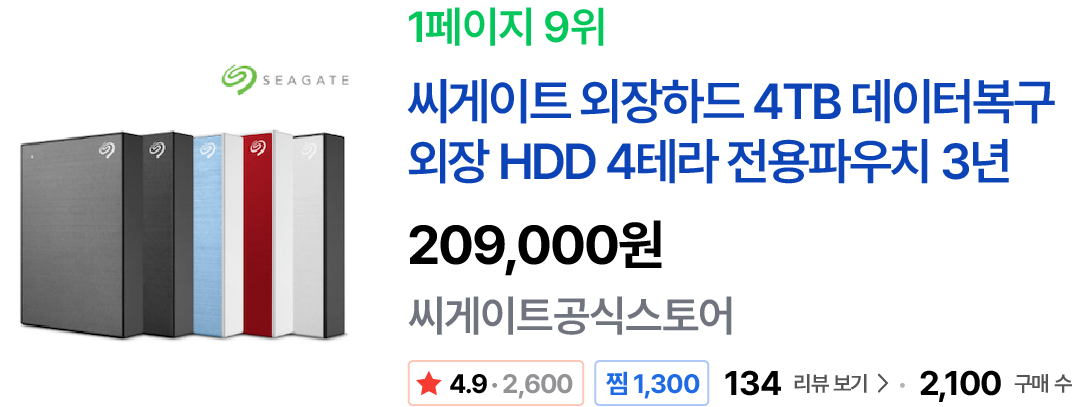 1페이지 9위
SEAGATE
씨게이트 외장하드 4TB 데이터복구
외장 HDD 4테라 전용파우치 3년
209,000원
씨게이트공식스토어
★ 4.9 · 2,600 찜 1,300 134 리뷰 보기 > · 2,100 구매 수